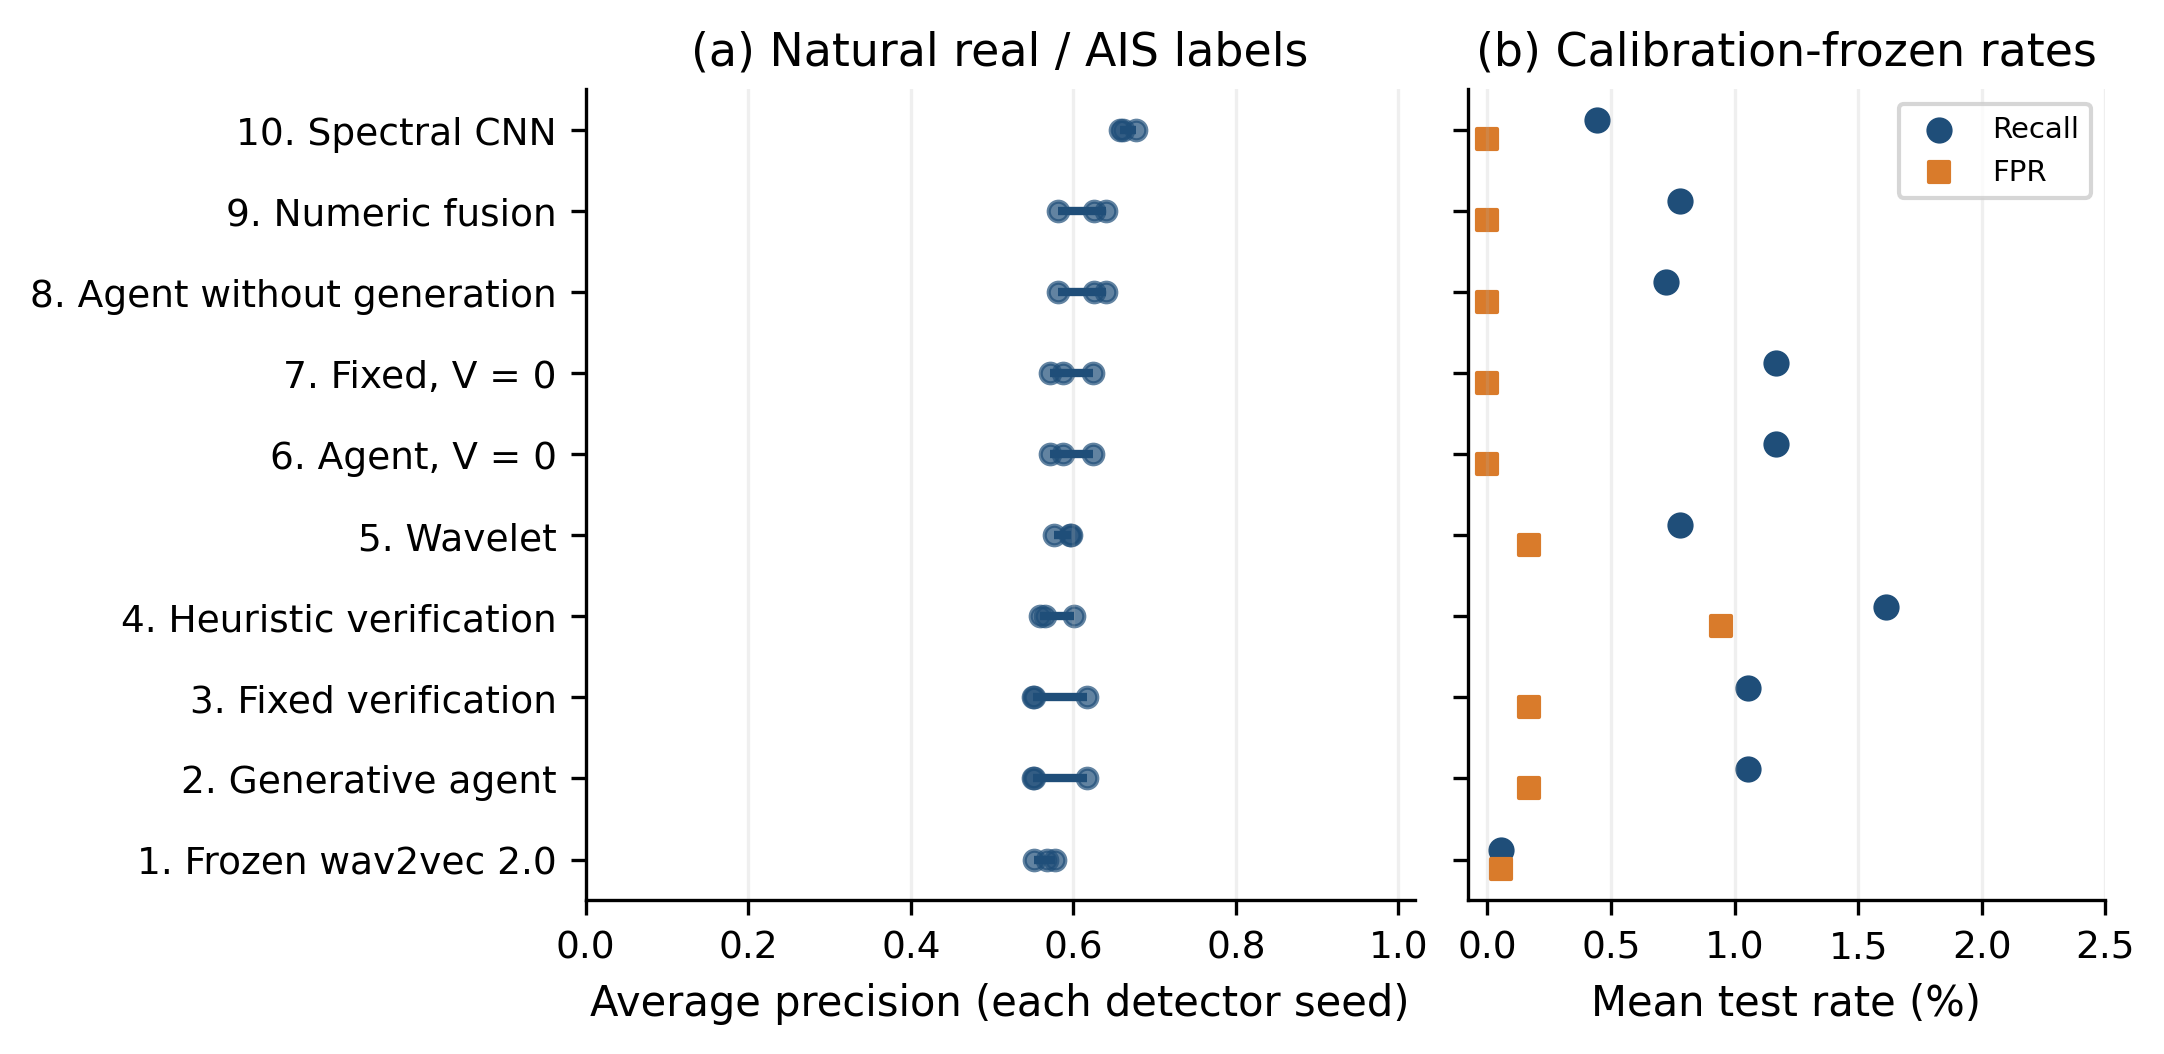 (a) Natural real / AIS labels
10. Spectral CNN
9. Numeric fusion
8. Agent without generation
7. Fixed, V = 0
6. Agent, V = 0
5. Wavelet
4. Heuristic verification
3. Fixed verification
2. Generative agent
1. Frozen wav2vec 2.0
0.0 0.2 0.4 0.6 0.8 1.0
Average precision (each detector seed)
(b) Calibration-frozen rates
Recall
FPR
0.0 0.5 1.0 1.5 2.0 2.5
Mean test rate (%)